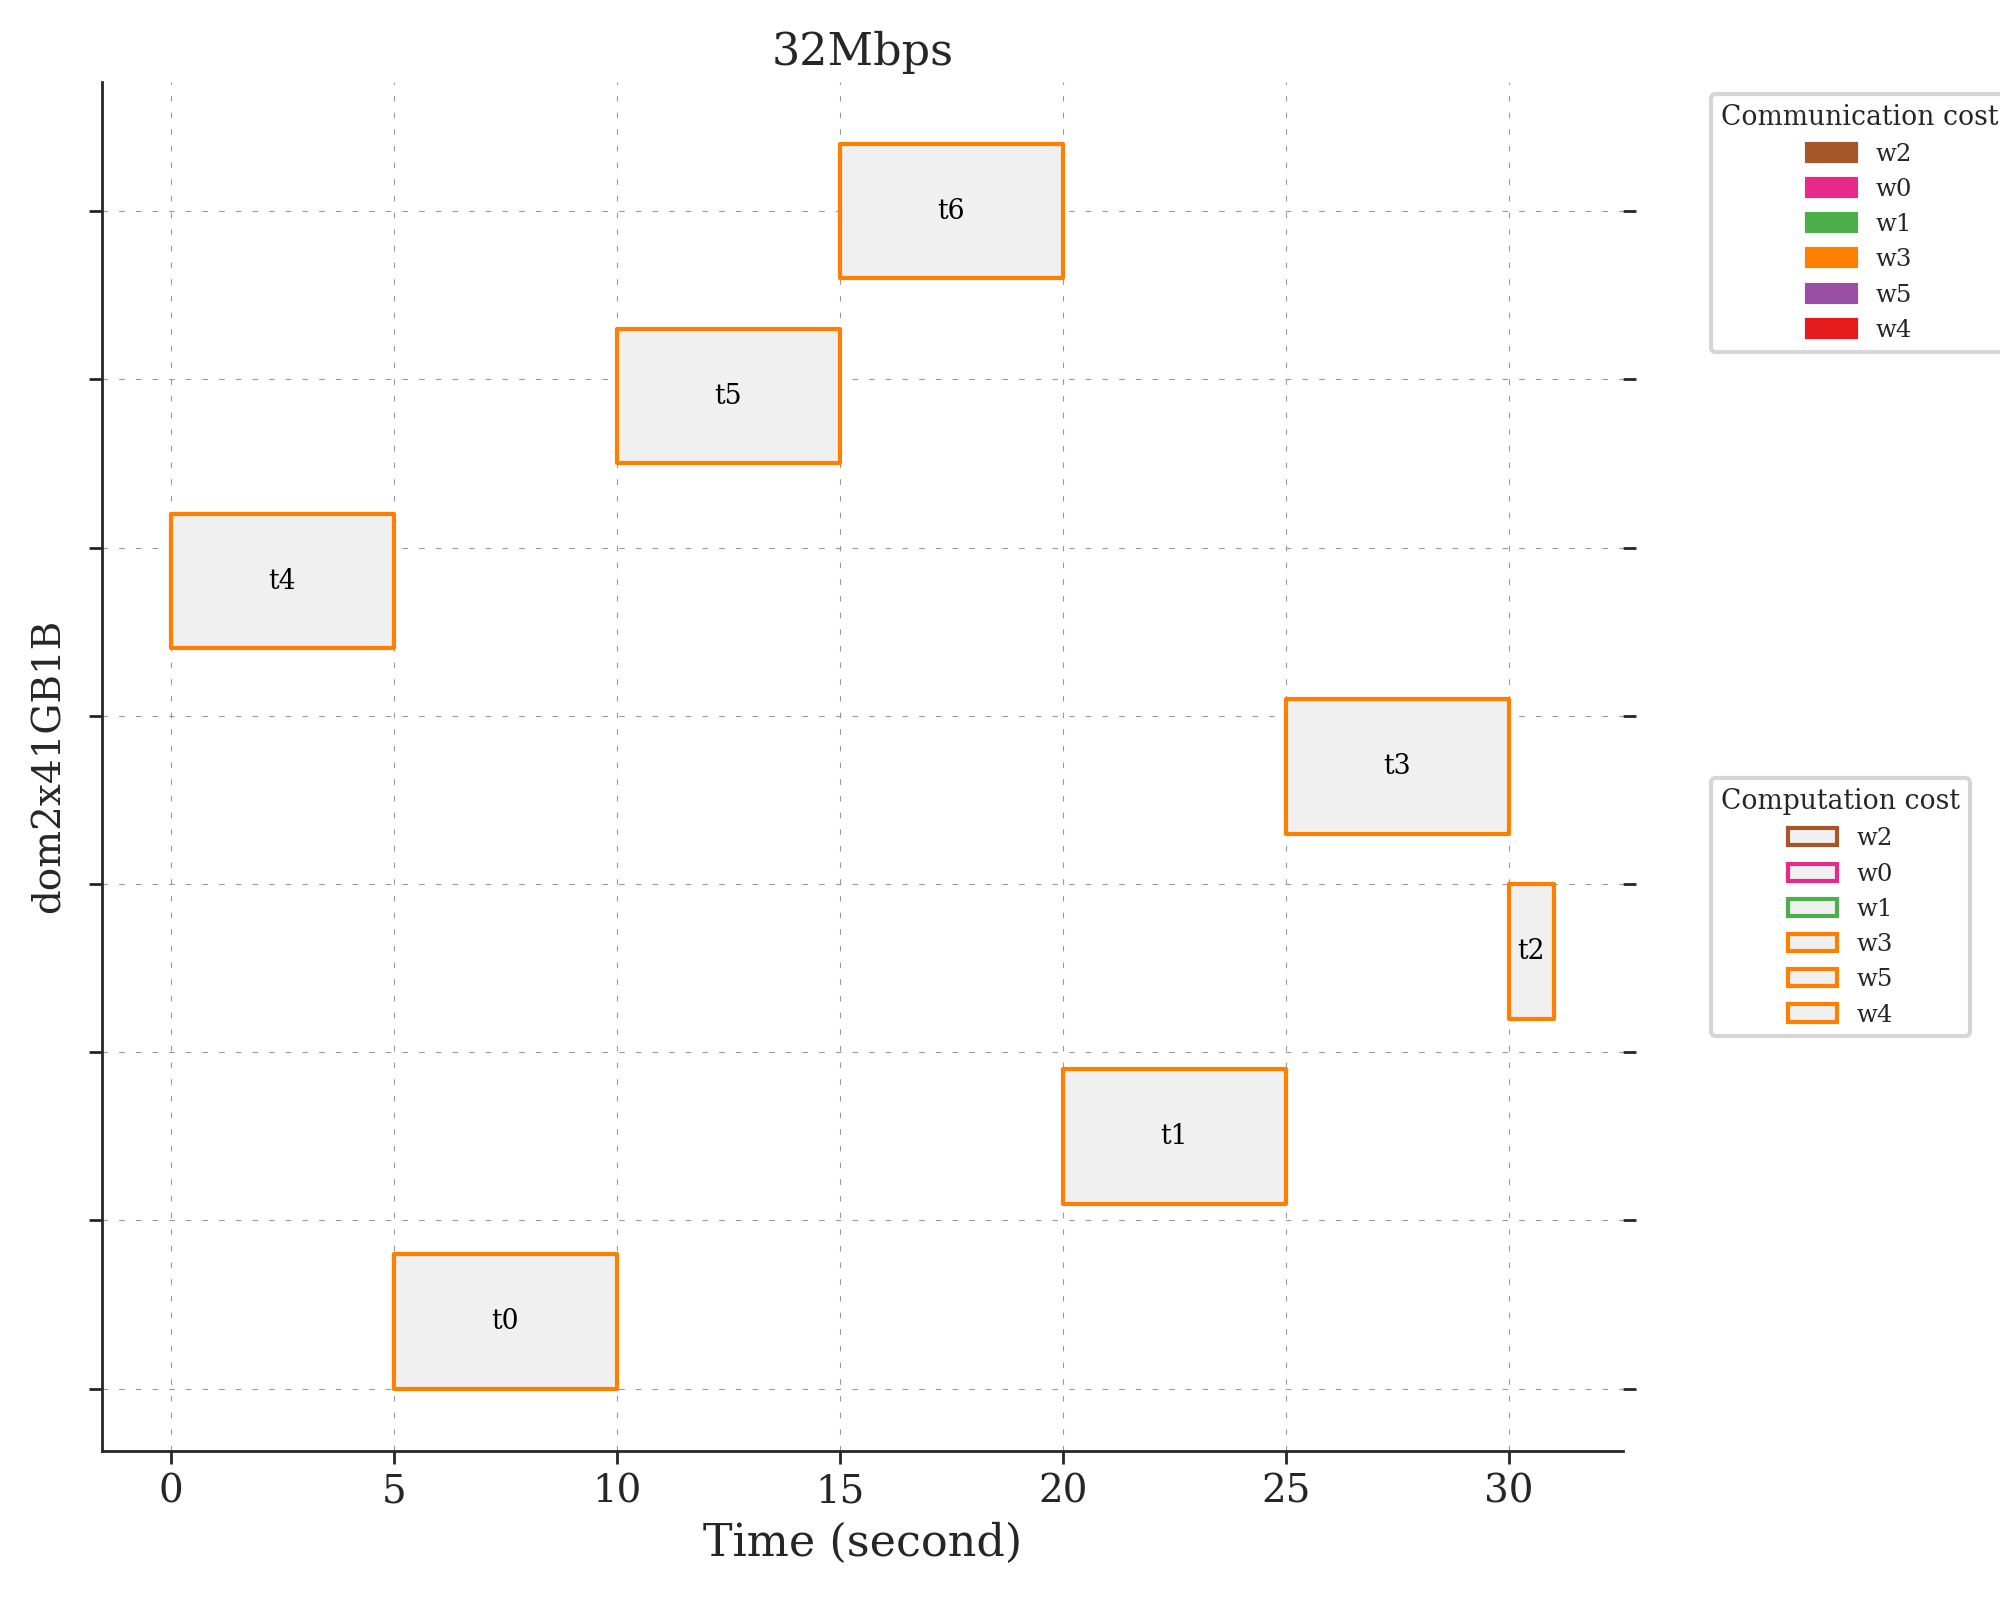 32Mbps
dom2x41GB1B
t6
t5
t4
t3
t2
t1
t0
0 5 10 15 20 25 30
Time (second)
Communication cost
w2
w0
w1
w3
w5
w4
Computation cost
w2
w0
w1
w3
w5
w4